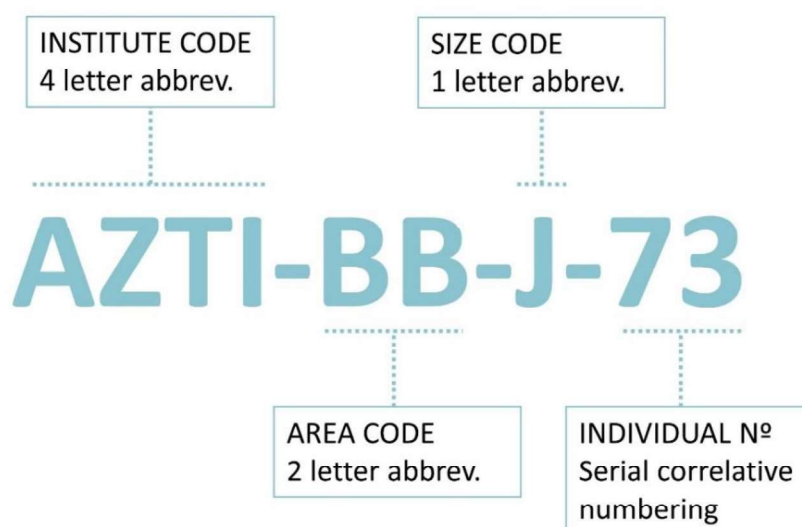 INSTITUTE CODE
4 letter abbrev.
SIZE CODE
1 letter abbrev.
AZTI-BB-J-73
AREA CODE
2 letter abbrev.
INDIVIDUAL Nº
Serial correlative
numbering